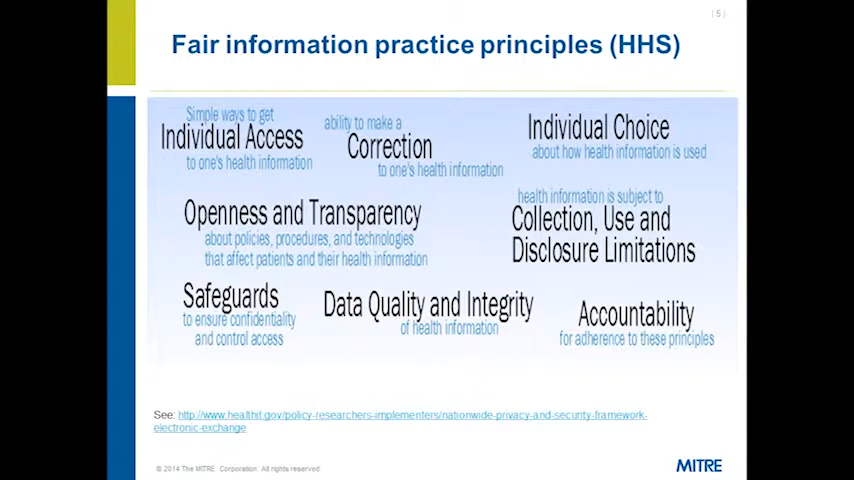 | 5 |
Fair information practice principles (HHS)
Simple ways to get
Individual Access
to one's health information
ability to make a
Correction
to one's health information
Individual Choice
about how health information is used
Openness and Transparency
about policies, procedures, and technologies
that affect patients and their health information
health information is subject to
Collection, Use and
Disclosure Limitations
Safeguards
to ensure confidentiality
and control access
Data Quality and Integrity
of health information
Accountability
for adherence to these principles
See: http://www.healthit.gov/policy-researchers-implementers/nationwide-privacy-and-security-framework-
electronic-exchange
© 2014 The MITRE Corporation. All rights reserved
MITRE